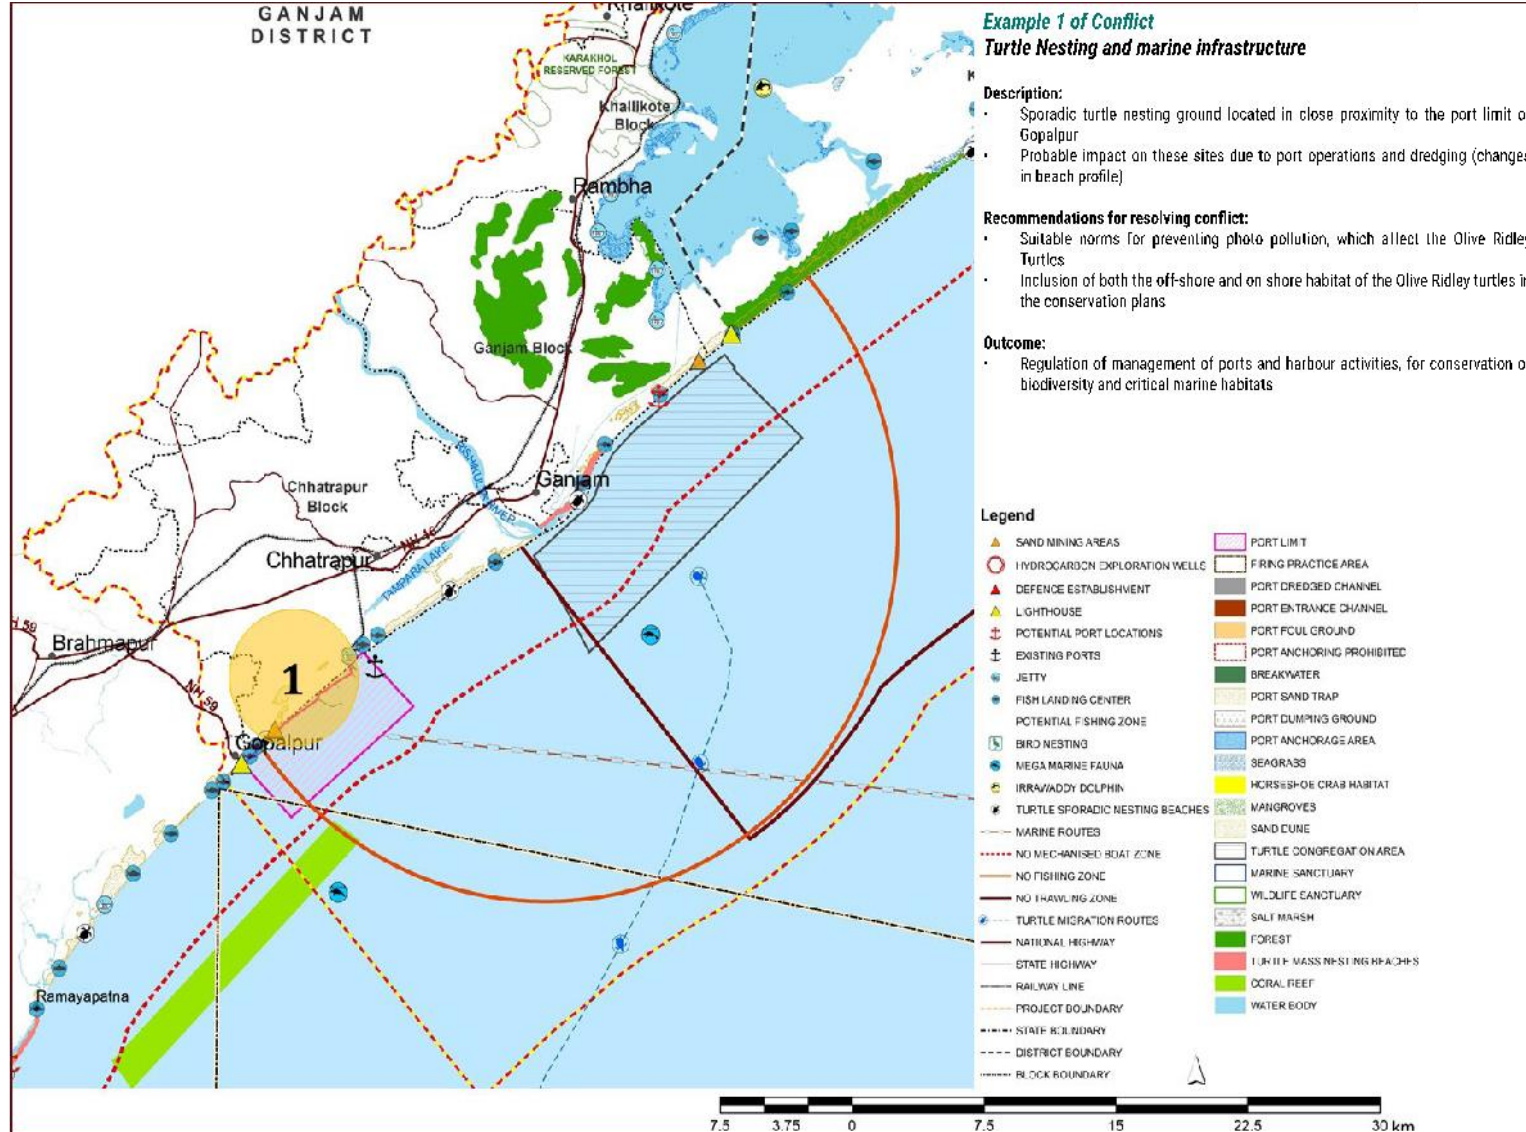 GANJAM
DISTRICT
Khallikote
KARAKHOL
RESERVED FOREST
Khallikote
Block
Rambha
Ganjam Block
RISHIKULYA RIVER
Ganjam
Chhatrapur
Block
NH 16
Chhatrapur
TAMPARA LAKE
Brahmapur
NH 59
1
Gopalpur
Ramayapatna
Example 1 of Conflict
Turtle Nesting and marine infrastructure
Description:
• Sporadic turtle nesting ground located in close proximity to the port limit o
Gopalpur
• Probable impact on these sites due to port operations and dredging (changes
in beach profile)
Recommendations for resolving conflict:
• Suitable norms for preventing photo pollution, which affect the Olive Ridley
Turtles
• Inclusion of both the off-shore and on shore habitat of the Olive Ridley turtles i
the conservation plans
Outcome:
• Regulation of management of ports and harbour activities, for conservation o
biodiversity and critical marine habitats
Legend
SAND MINING AREAS
HYDROCARBON EXPLORATION WELLS
DEFENCE ESTABLISHMENT
LIGHTHOUSE
POTENTIAL PORT LOCATIONS
EXISTING PORTS
JETTY
FISH LANDING CENTER
POTENTIAL FISHING ZONE
BIRD NESTING
MEGA MARINE FAUNA
IRRAWADDY DOLPHIN
TURTLE SPORADIC NESTING BEACHES
MARINE ROUTES
NO MECHANISED BOAT ZONE
NO FISHING ZONE
NO TRAWLING ZONE
TURTLE MIGRATION ROUTES
NATIONAL HIGHWAY
STATE HIGHWAY
RAILWAY LINE
PROJECT BOUNDARY
STATE BOUNDARY
DISTRICT BOUNDARY
BLOCK BOUNDARY
PORT LIMIT
FIRING PRACTICE AREA
PORT DREDGED CHANNEL
PORT ENTRANCE CHANNEL
PORT FOUL GROUND
PORT ANCHORING PROHIBITED
BREAKWATER
PORT SAND TRAP
PORT DUMPING GROUND
PORT ANCHORAGE AREA
SEAGRASS
HORSESHOE CRAB HABITAT
MANGROVES
SAND DUNE
TURTLE CONGREGATION AREA
MARINE SANCTUARY
WILDLIFE SANCTUARY
SALT MARSH
FOREST
TURTLE MASS NESTING BEACHES
CORAL REEF
WATER BODY
7.5 3.75 0 7.5 15 22.5 30 km